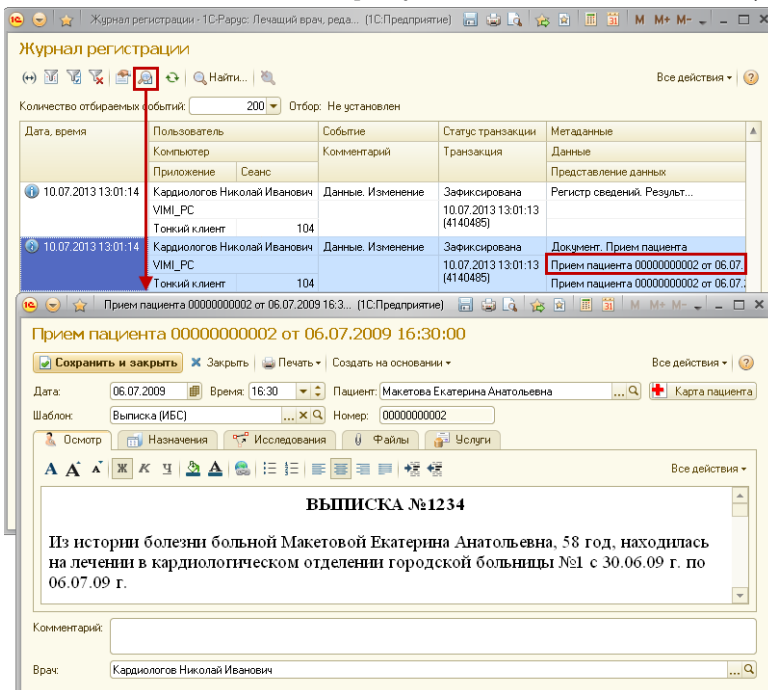 Журнал регистрации - 1С-Рарус: Лечащий врач, реда... (1С:Предприятие) M M+ M-
Журнал регистрации
Найти... Все действия
Количество отбираемых событий: 200 Отбор: Не установлен
Дата, время Пользователь Событие Статус транзакции Метаданные
Компьютер Комментарий Транзакция Данные
Приложение Сеанс Представление данных
10.07.2013 13:01:14 Кардиологов Николай Иванович Данные. Изменение Зафиксирована Регистр сведений. Результ...
VIMI_PC 10.07.2013 13:01:13
Тонкий клиент 104 (4140485)
10.07.2013 13:01:14 Кардиологов Николай Иванович Данные. Изменение Зафиксирована Документ. Прием пациента
VIMI_PC 10.07.2013 13:01:13 Прием пациента 00000000002 от 06.07.
Тонкий клиент 104 (4140485) Прием пациента 00000000002 от 06.07.:
Прием пациента 00000000002 от 06.07.2009 16:3... (1С:Предприятие) M M+ M-
Прием пациента 00000000002 от 06.07.2009 16:30:00
Сохранить и закрыть Закрыть Печать Создать на основании Все действия
Дата: 06.07.2009 Время: 16:30 Пациент: Макетова Екатерина Анатольевна ... Карта пациента
Шаблон: Выписка (ИБС) ... Номер: 00000000002
Осмотр Назначения Исследования Файлы Услуги
А А А Ж К Ч А Все действия
ВЫПИСКА №1234
Из истории болезни больной Макетовой Екатерина Анатольевна, 58 год, находилась
на лечении в кардиологическом отделении городской больницы №1 с 30.06.09 г. по
06.07.09 г.
Комментарий:
Врач: Кардиологов Николай Иванович ...